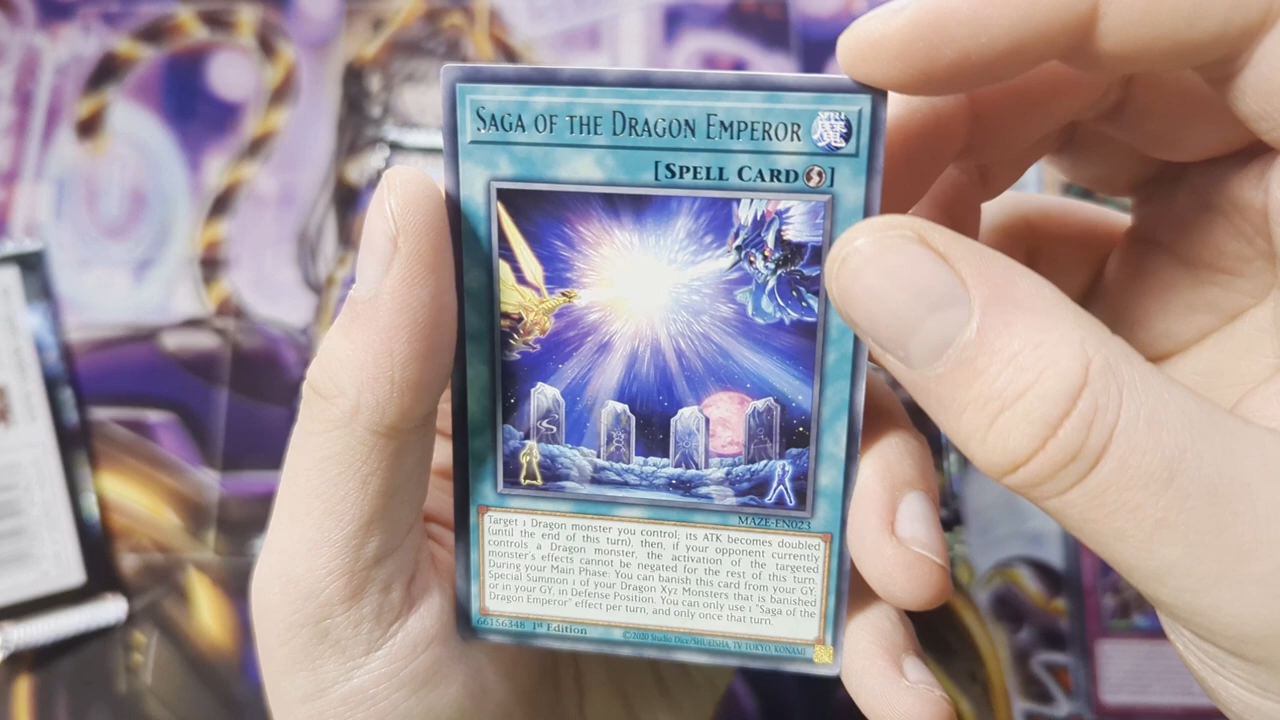 SAGA OF THE DRAGON EMPEROR
[SPELL CARD]
MAZE-EN023
Target 1 Dragon monster you control; its ATK becomes doubled
(until the end of this turn), then, if your opponent currently
controls a Dragon monster, the activation of the targeted
monster's effects cannot be negated for the rest of this turn.
During your Main Phase: You can banish this card from your GY;
Special Summon 1 of your Dragon Xyz Monsters that is banished
or in your GY, in Defense Position. You can only use 1 "Saga of the
Dragon Emperor" effect per turn, and only once that turn.
66156348 1st Edition
©2020 Studio Dice/SHUEISHA, TV TOKYO, KONAMI